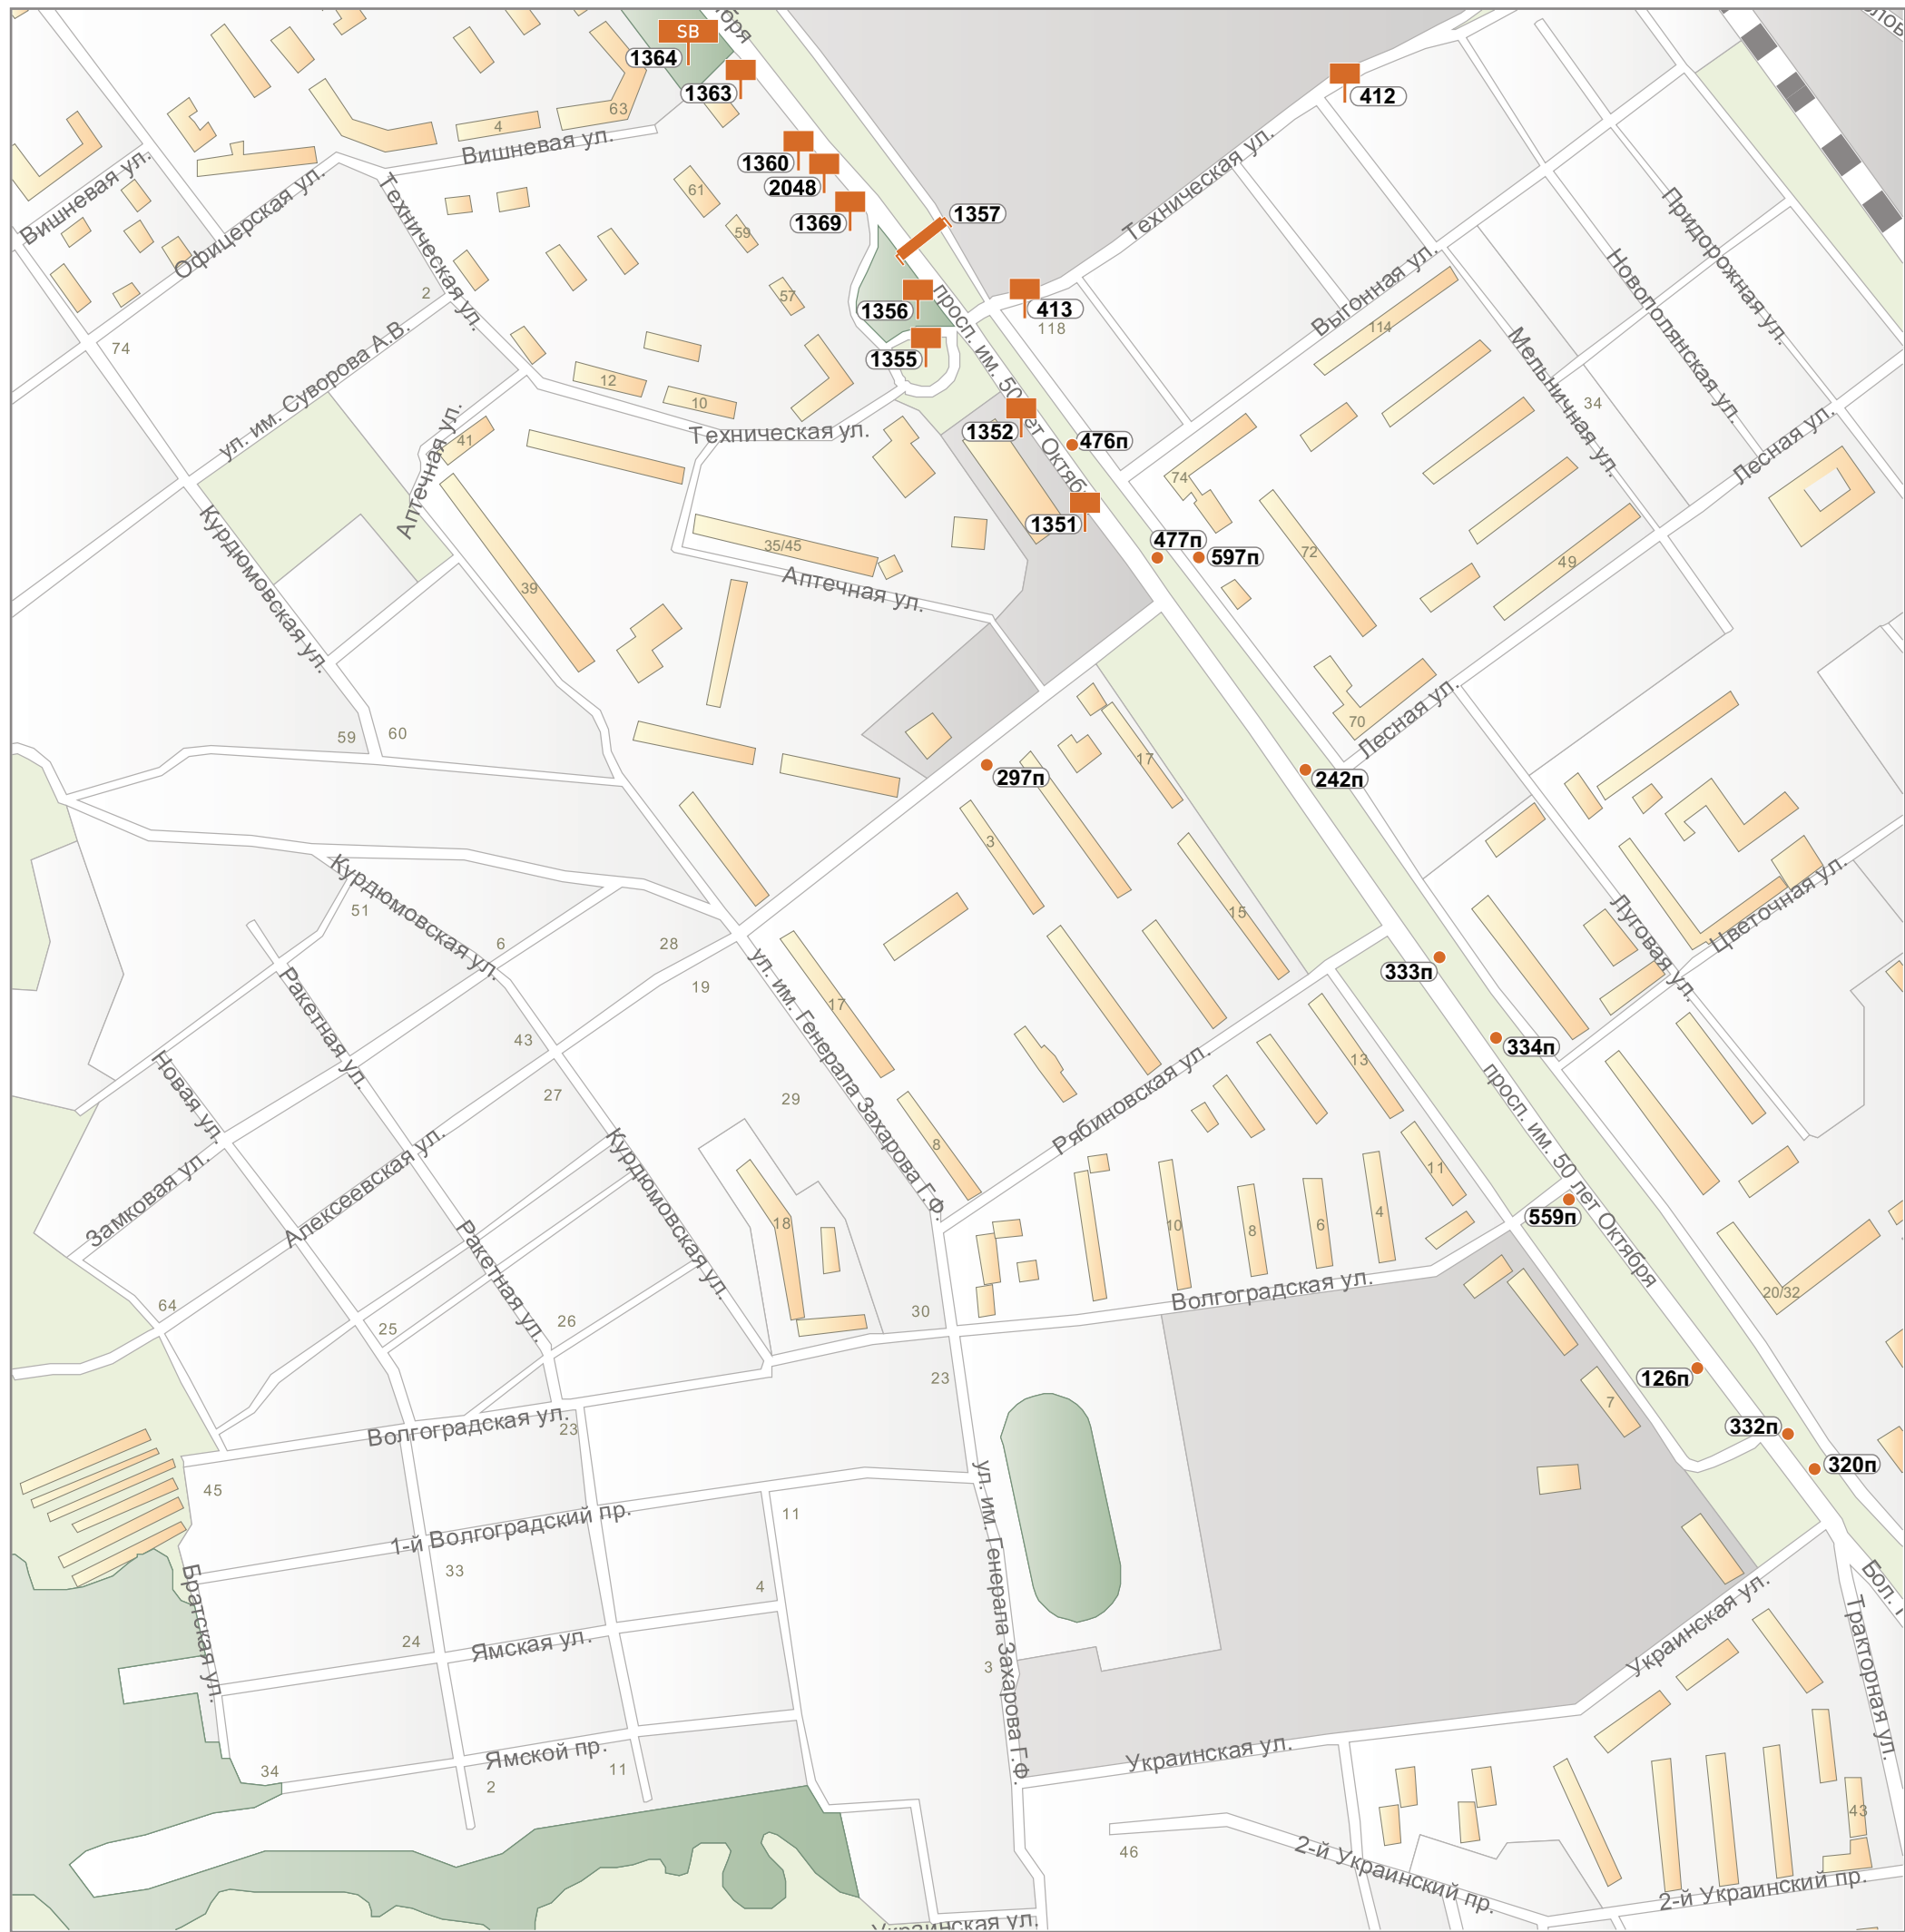 бря
SB
1364
1363
412
63
4
Вишневая ул.
1360
2048
1369
1357
Вишневая ул.
Офицерская ул.
Техническая ул.
61
59
57
2
74
Техническая ул.
Придорожная ул.
Новополянская ул.
Выгонная ул.
114
Мельничная ул.
34
1356
1355
413
118
просп. им. 50 лет Октября
ул. им. Суворова А.В.
12
10
Техническая ул.
41
Аптечная ул.
1352
476п
1351
477п
597п
74
72
49
Лесная ул.
Курдюмовская ул.
39
35/45
Аптечная ул.
70
Лесная ул.
59
60
297п
242п
17
3
15
Курдюмовская ул.
51
6
28
19
17
333п
334п
Луговая ул.
Цветочная ул.
Ракетная ул.
43
27
29
ул. им. Генерала Захарова Г.Ф.
Рябиновская ул.
13
11
Новая ул.
Замковая ул.
Алексеевская ул.
Курдюмовская ул.
8
18
10
8
6
4
просп. им. 50 лет Октября
559п
20/32
64
25
Ракетная ул.
26
30
Волгоградская ул.
23
126п
7
332п
320п
Волгоградская ул.
23
45
1-й Волгоградский пр.
11
33
4
Братская ул.
24
Ямская ул.
ул. им. Генерала Захарова Г.Ф.
3
Украинская ул.
Бол. Г
Тракторная ул.
34
Ямской пр.
2
11
Украинская ул.
43
46
2-й Украинский пр.
2-й Украинский пр.
Украинская ул.